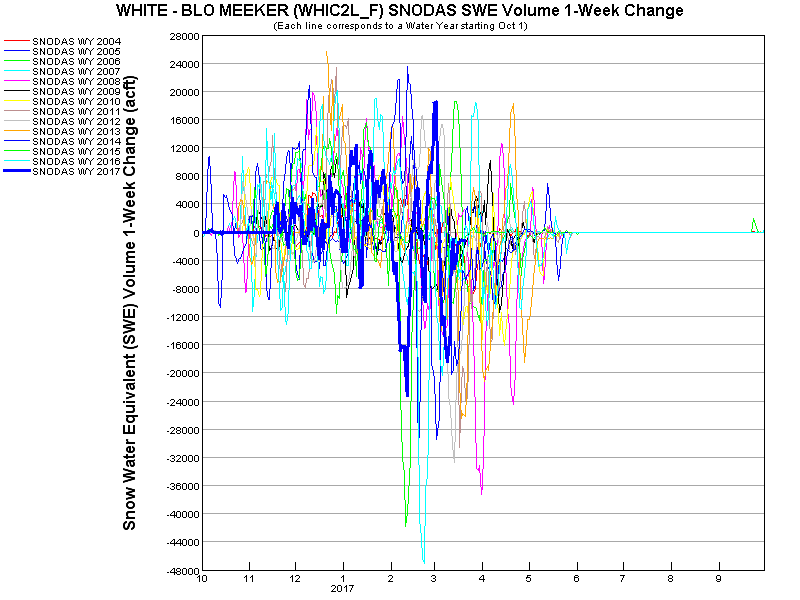 WHITE - BLO MEEKER (WHIC2L_F) SNODAS SWE Volume 1-Week Change
(Each line corresponds to a Water Year starting Oct 1)
SNODAS WY 2004
SNODAS WY 2005
SNODAS WY 2006
SNODAS WY 2007
SNODAS WY 2008
SNODAS WY 2009
SNODAS WY 2010
SNODAS WY 2011
SNODAS WY 2012
SNODAS WY 2013
SNODAS WY 2014
SNODAS WY 2015
SNODAS WY 2016
SNODAS WY 2017
Snow Water Equivalent (SWE) Volume 1-Week Change (acft)
28000
24000
20000
16000
12000
8000
4000
0
-4000
-8000
-12000
-16000
-20000
-24000
-28000
-32000
-36000
-40000
-44000
-48000
10 11 12 1 2 3 4 5 6 7 8 9
2017